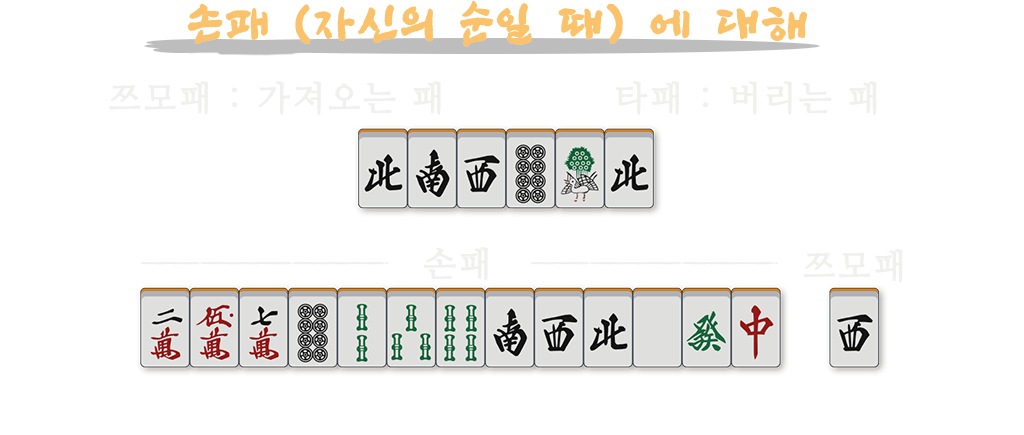 손패 (자신의 순일 때) 에 대해
쯔모패 : 가져오는 패 타패 : 버리는 패
北 南 西 北
손패 쯔모패
二萬 伍萬 七萬 南 西 北 發 中 西